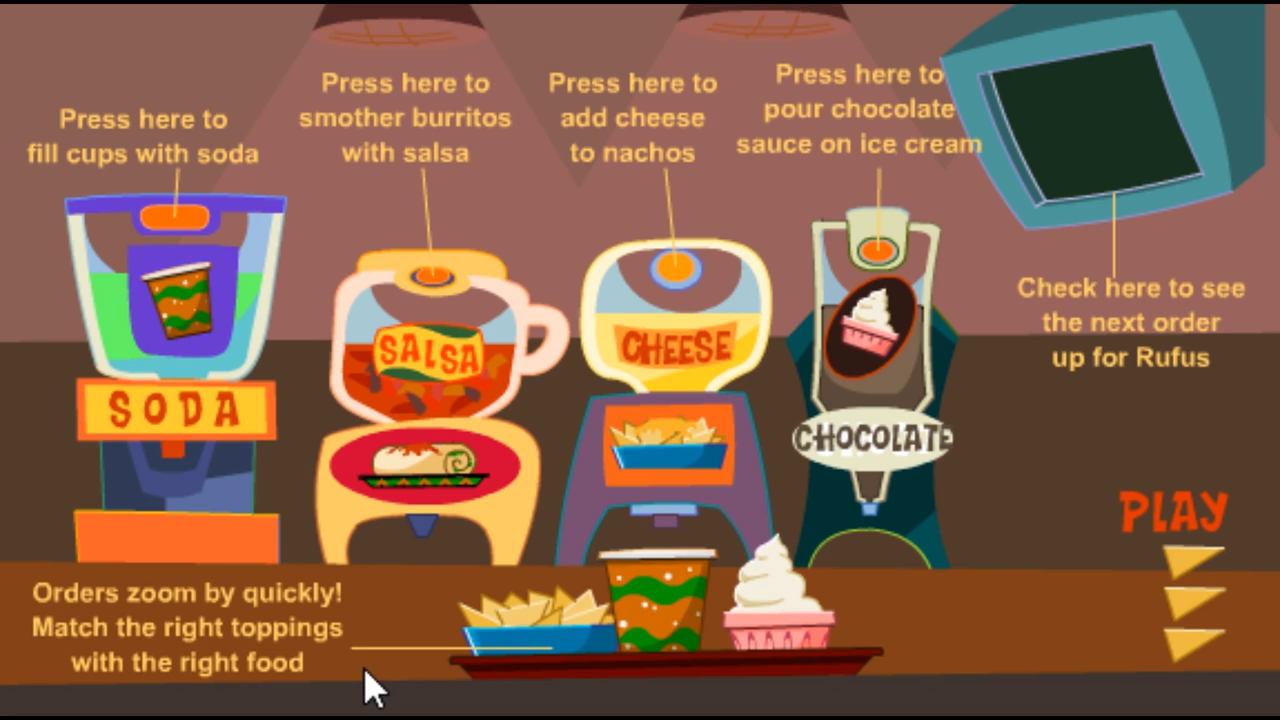 Press here to
fill cups with soda
Press here to
smother burritos
with salsa
Press here to
add cheese
to nachos
Press here to
pour chocolate
sauce on ice cream
Check here to see
the next order
up for Rufus
SALSA
CHEESE
SODA
CHOCOLATE
PLAY
Orders zoom by quickly!
Match the right toppings
with the right food